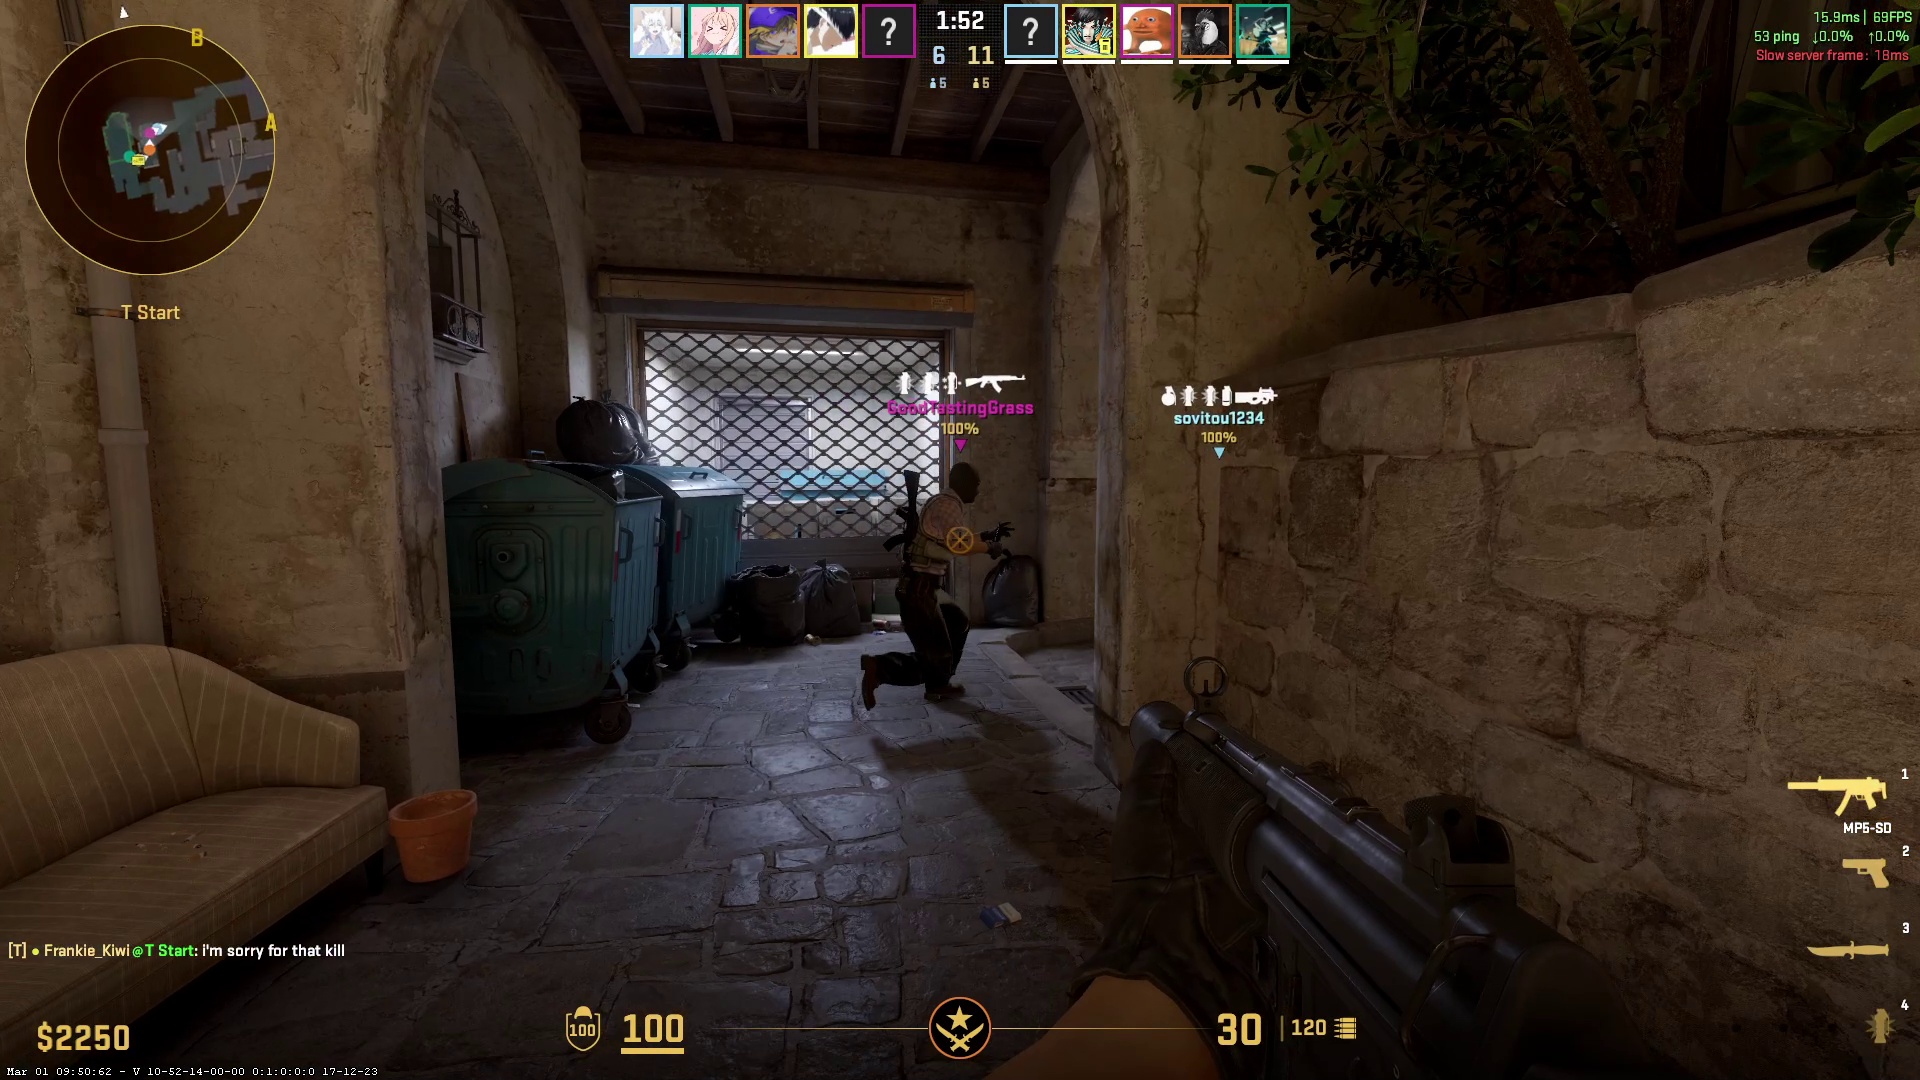 B
A
T Start
?
1:52
?
6
11
5
5
15.9ms | 69FPS
53 ping ↓0.0% ↑0.0%
Slow server frame: 18ms
GoodTastingGrass
100%
sovitou1234
100%
1
MP5-SD
2
3
4
[T] • Frankie_Kiwi@T Start: i'm sorry for that kill
$2250
100
100
30 | 120
Mar 01 09:50:62 - V 10-52-14-00-00 0:1:0:0:0 17-12-23